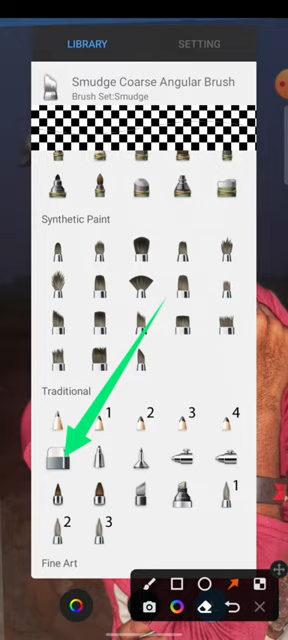 LIBRARY SETTING
Smudge Coarse Angular Brush
Brush Set:Smudge
Synthetic Paint
Traditional
1 2 3 4
1
2 3
Fine Art